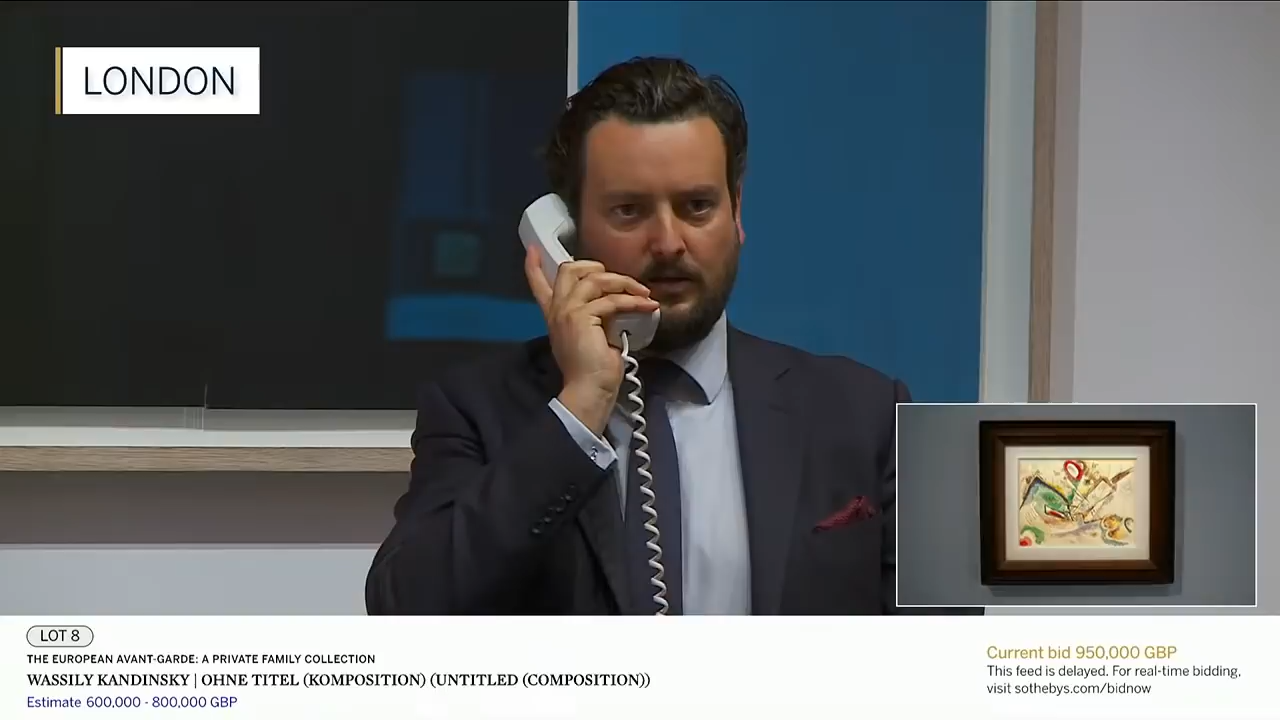 LONDON
LOT 8
THE EUROPEAN AVANT-GARDE: A PRIVATE FAMILY COLLECTION
WASSILY KANDINSKY | OHNE TITEL (KOMPOSITION) (UNTITLED (COMPOSITION))
Estimate 600,000 - 800,000 GBP
Current bid 950,000 GBP
This feed is delayed. For real-time bidding,
visit sothebys.com/bidnow